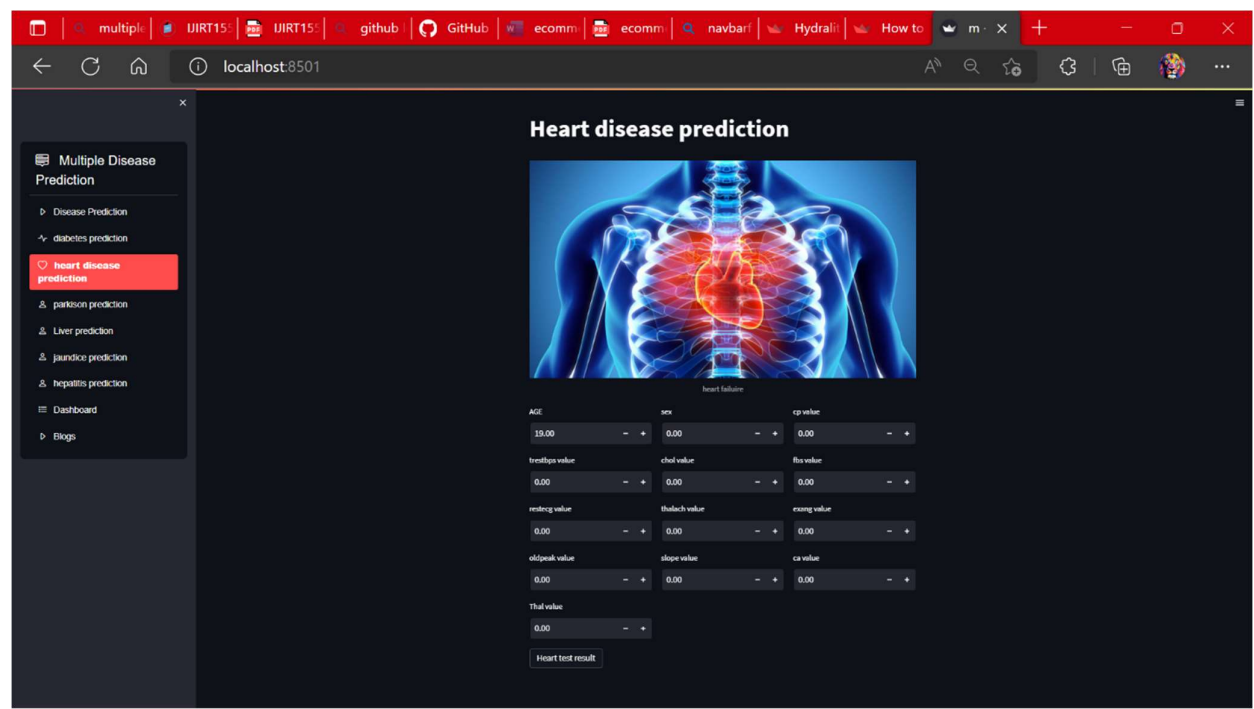 multiple
IJIRT155
IJIRT155
github
GitHub
ecomm
ecomm
navbarf
Hydralit
How to
m ·
localhost:8501
Multiple Disease
Prediction
Disease Prediction
diabetes prediction
heart disease
prediction
parkison prediction
Liver prediction
jaundice prediction
hepatitis prediction
Dashboard
Blogs
Heart disease prediction
heart failuire
AGE sex cp value
19.00 - + 0.00 - + 0.00 - +
trestbps value chol value fbs value
0.00 - + 0.00 - + 0.00 - +
restecg value thalach value exang value
0.00 - + 0.00 - + 0.00 - +
oldpeak value slope value ca value
0.00 - + 0.00 - + 0.00 - +
Thal value
0.00 - +
Heart test result